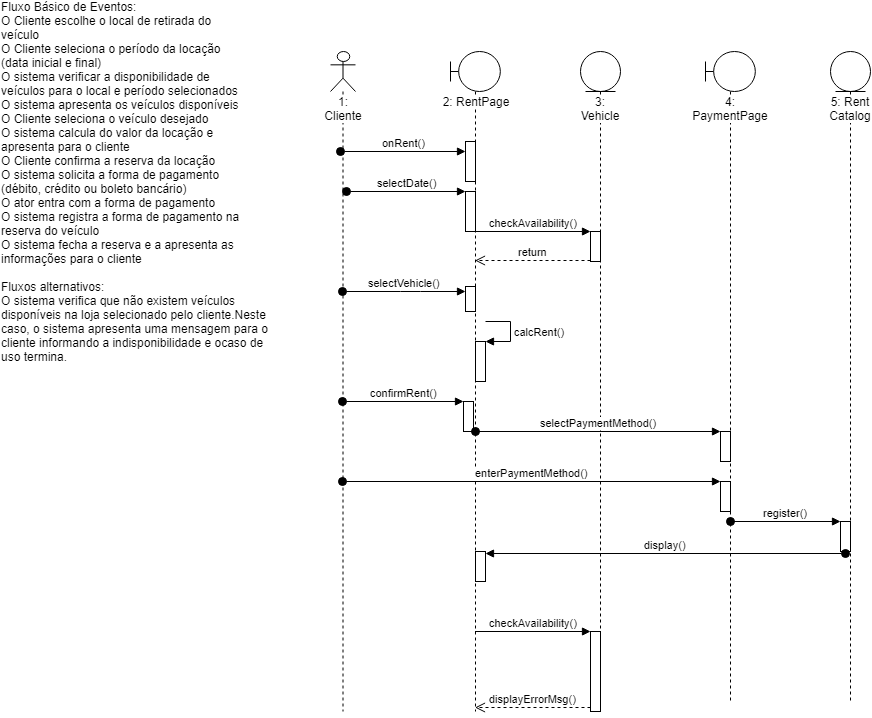 Fluxo Básico de Eventos:
O Cliente escolhe o local de retirada do
veículo
O Cliente seleciona o período da locação
(data inicial e final)
O sistema verificar a disponibilidade de
veículos para o local e período selecionados
O sistema apresenta os veículos disponíveis
O Cliente seleciona o veículo desejado
O sistema calcula do valor da locação e
apresenta para o cliente
O Cliente confirma a reserva da locação
O sistema solicita a forma de pagamento
(débito, crédito ou boleto bancário)
O ator entra com a forma de pagamento
O sistema registra a forma de pagamento na
reserva do veículo
O sistema fecha a reserva e a apresenta as
informações para o cliente
Fluxos alternativos:
O sistema verifica que não existem veículos
disponíveis na loja selecionado pelo cliente.Neste
caso, o sistema apresenta uma mensagem para o
cliente informando a indisponibilidade e ocaso de
uso termina.
1:
Cliente
2: RentPage
3:
Vehicle
4:
PaymentPage
5: Rent
Catalog
onRent()
selectDate()
checkAvailability()
return
selectVehicle()
calcRent()
confirmRent()
selectPaymentMethod()
enterPaymentMethod()
register()
display()
checkAvailability()
displayErrorMsg()